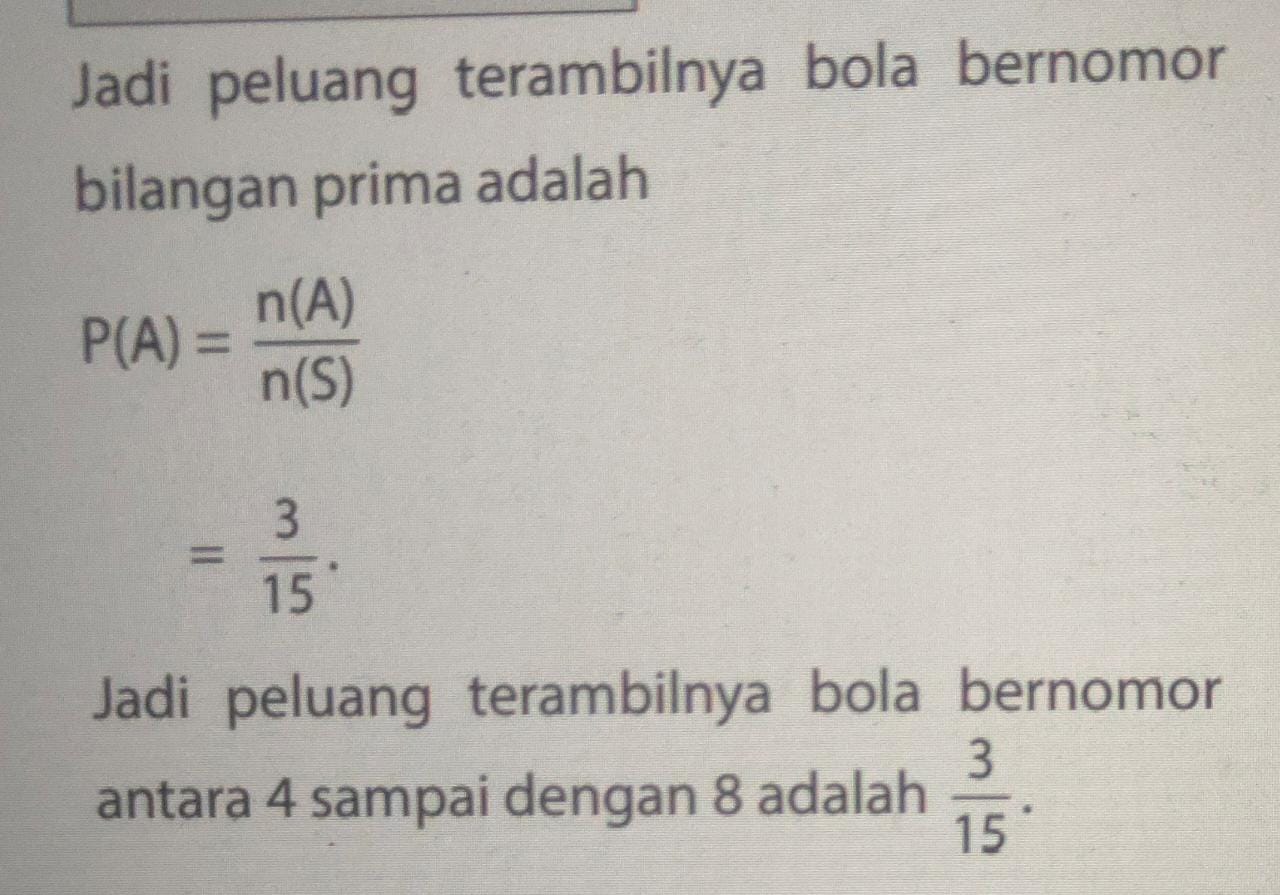 Jadi peluang terambilnya bola bernomor
bilangan prima adalah
P(A) = n(A)/n(S)
= 3/15.
Jadi peluang terambilnya bola bernomor
antara 4 sampai dengan 8 adalah 3/15.